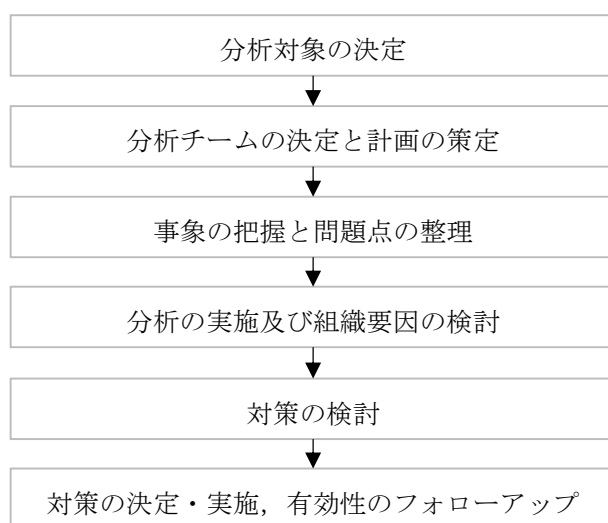 分析対象の決定
分析チームの決定と計画の策定
事象の把握と問題点の整理
分析の実施及び組織要因の検討
対策の検討
対策の決定・実施，有効性のフォローアップ